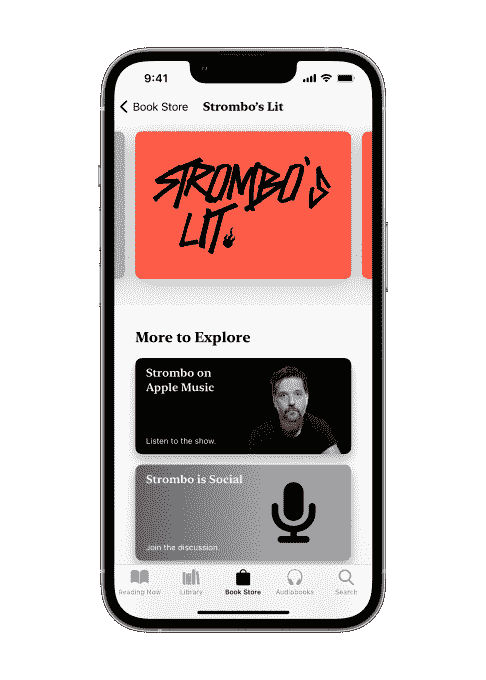 9:41
Book Store Strombo's Lit
STROMBO'S
LIT
More to Explore
Strombo on
Apple Music
Listen to the show.
Strombo is Social
Join the discussion.
Reading Now Library Book Store Audiobooks Search